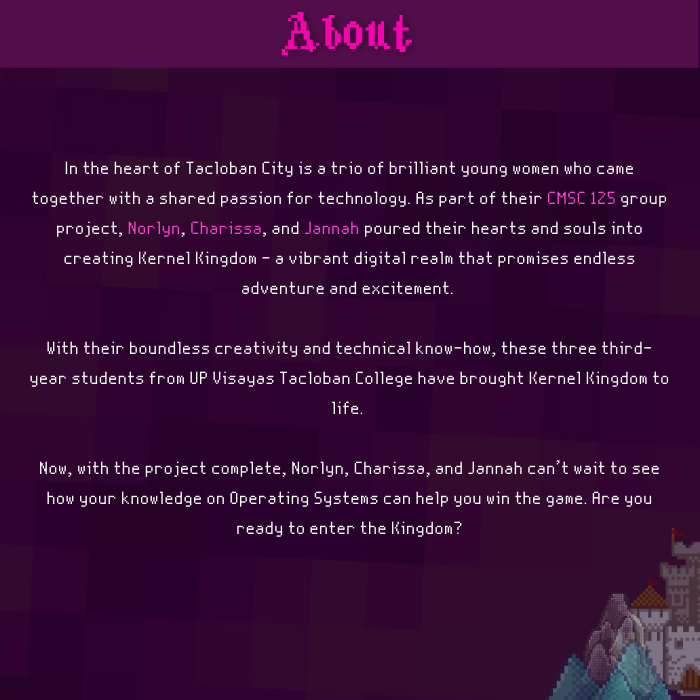 About
In the heart of Tacloban City is a trio of brilliant young women who came
together with a shared passion for technology. As part of their CMSC 125 group
project, Norlyn, Charissa, and Jannah poured their hearts and souls into
creating Kernel Kingdom - a vibrant digital realm that promises endless
adventure and excitement.
With their boundless creativity and technical know-how, these three third-
year students from UP Visayas Tacloban College have brought Kernel Kingdom to
life.
Now, with the project complete, Norlyn, Charissa, and Jannah can't wait to see
how your knowledge on Operating Systems can help you win the game. Are you
ready to enter the Kingdom?